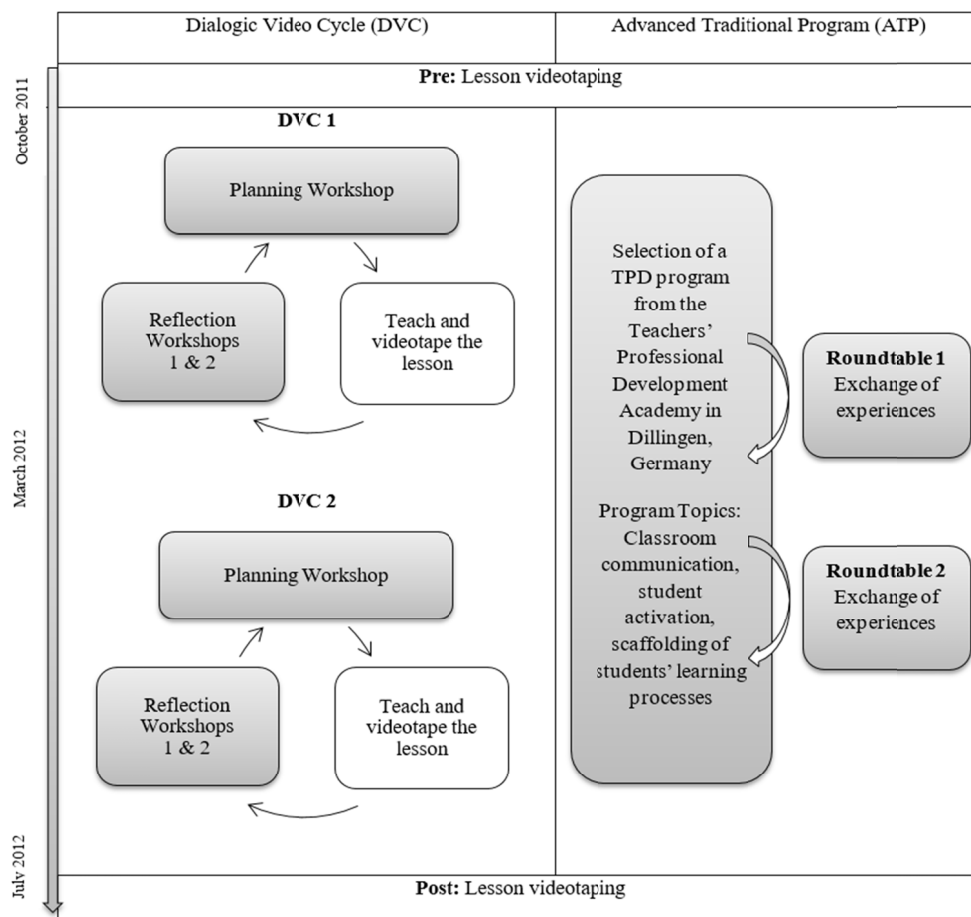 Dialogic Video Cycle (DVC)
Advanced Traditional Program (ATP)
October 2011
Pre: Lesson videotaping
DVC 1
Planning Workshop
Reflection
Workshops
1 & 2
Teach and
videotape the
lesson
March 2012
DVC 2
Planning Workshop
Reflection
Workshops
1 & 2
Teach and
videotape the
lesson
Selection of a
TPD program
from the
Teachers’
Professional
Development
Academy in
Dillingen,
Germany
Program Topics:
Classroom
communication,
student
activation,
scaffolding of
students’ learning
processes
Roundtable 1
Exchange of
experiences
Roundtable 2
Exchange of
experiences
July 2012
Post: Lesson videotaping